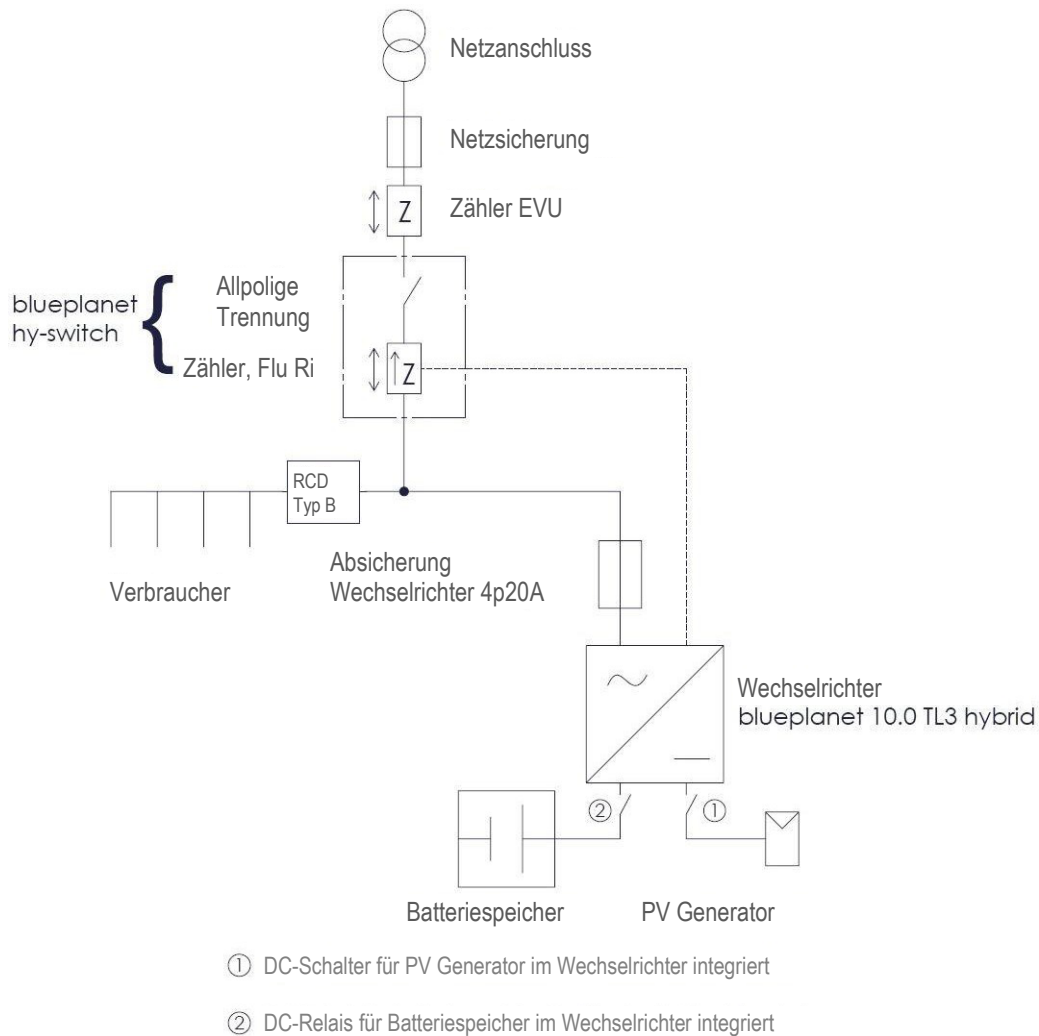 Netzanschluss
Netzsicherung
Z
Zähler EVU
blueplanet
hy-switch
{
Allpolige
Trennung
Zähler, Flu Ri
Z
RCD
Typ B
Verbraucher
Absicherung
Wechselrichter 4p20A
Wechselrichter
blueplanet 10.0 TL3 hybrid
②
①
Batteriespeicher
PV Generator
① DC-Schalter für PV Generator im Wechselrichter integriert
② DC-Relais für Batteriespeicher im Wechselrichter integriert